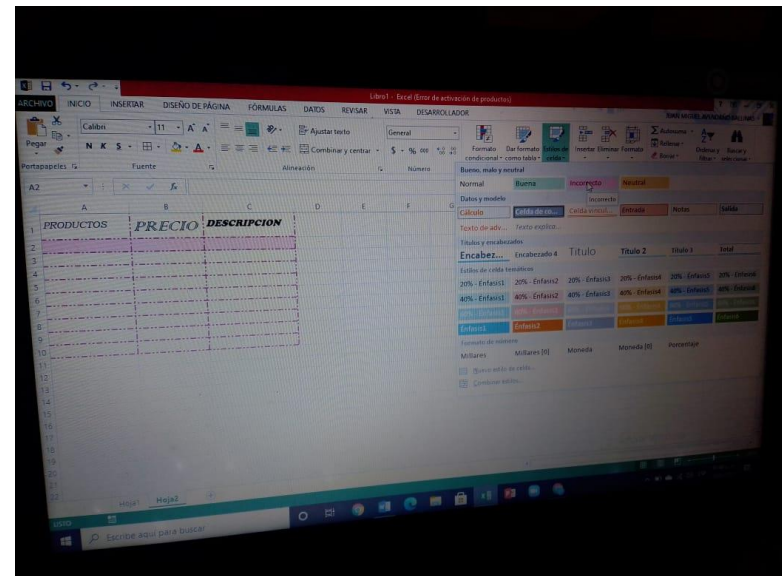 Libro1 - Excel (Error de activación de productos)
ARCHIVO INICIO INSERTAR DISEÑO DE PÁGINA FÓRMULAS DATOS REVISAR VISTA DESARROLLADOR
Calibri 11 Ajustar texto General
Pegar N K S Combinar y centrar $ % 000 Formato condicional Dar formato como tabla Estilos de celda Insertar Eliminar Formato Autosuma Rellenar Borrar Ordenar y filtrar Buscar y seleccionar
Portapapeles Fuente Alineación Número
Bueno, malo y neutral
Normal Buena Incorrecto Neutral
Incorrecto
Datos y modelo
Cálculo Celda de co... Celda vincul... Entrada Notas Salida
Texto de adv... Texto explica...
Títulos y encabezados
Encabez... Encabezado 4 Título Título 2 Título 3 Total
Estilos de celda temáticos
20% - Énfasis1 20% - Énfasis2 20% - Énfasis3 20% - Énfasis4 20% - Énfasis5 20% - Énfasis6
40% - Énfasis1 40% - Énfasis2 40% - Énfasis3 40% - Énfasis4 40% - Énfasis5 40% - Énfasis6
Énfasis1 Énfasis2
Formato de número
Millares Millares [0] Moneda Moneda [0] Porcentaje
Nuevo estilo de celda...
Combinar estilos...
A2
A B C D E F G
1 PRODUCTOS PRECIO DESCRIPCION
2
3
4
5
6
7
8
9
10
11
12
13
14
15
16
17
18
19
20
21
22
Hoja1 Hoja2
LISTO
Escribe aquí para buscar